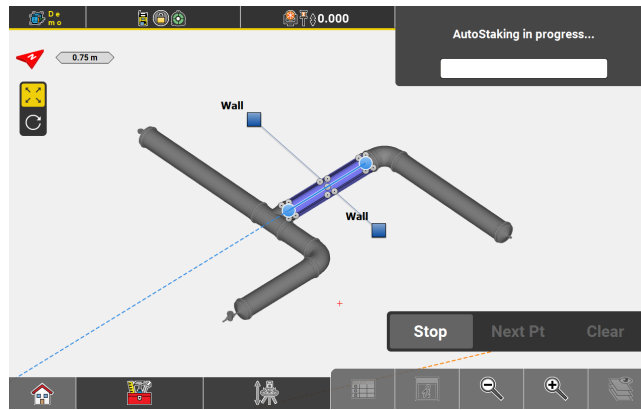 De
mo
0.000
AutoStaking in progress...
N
0.75 m
Wall
Wall
Stop
Next Pt
Clear